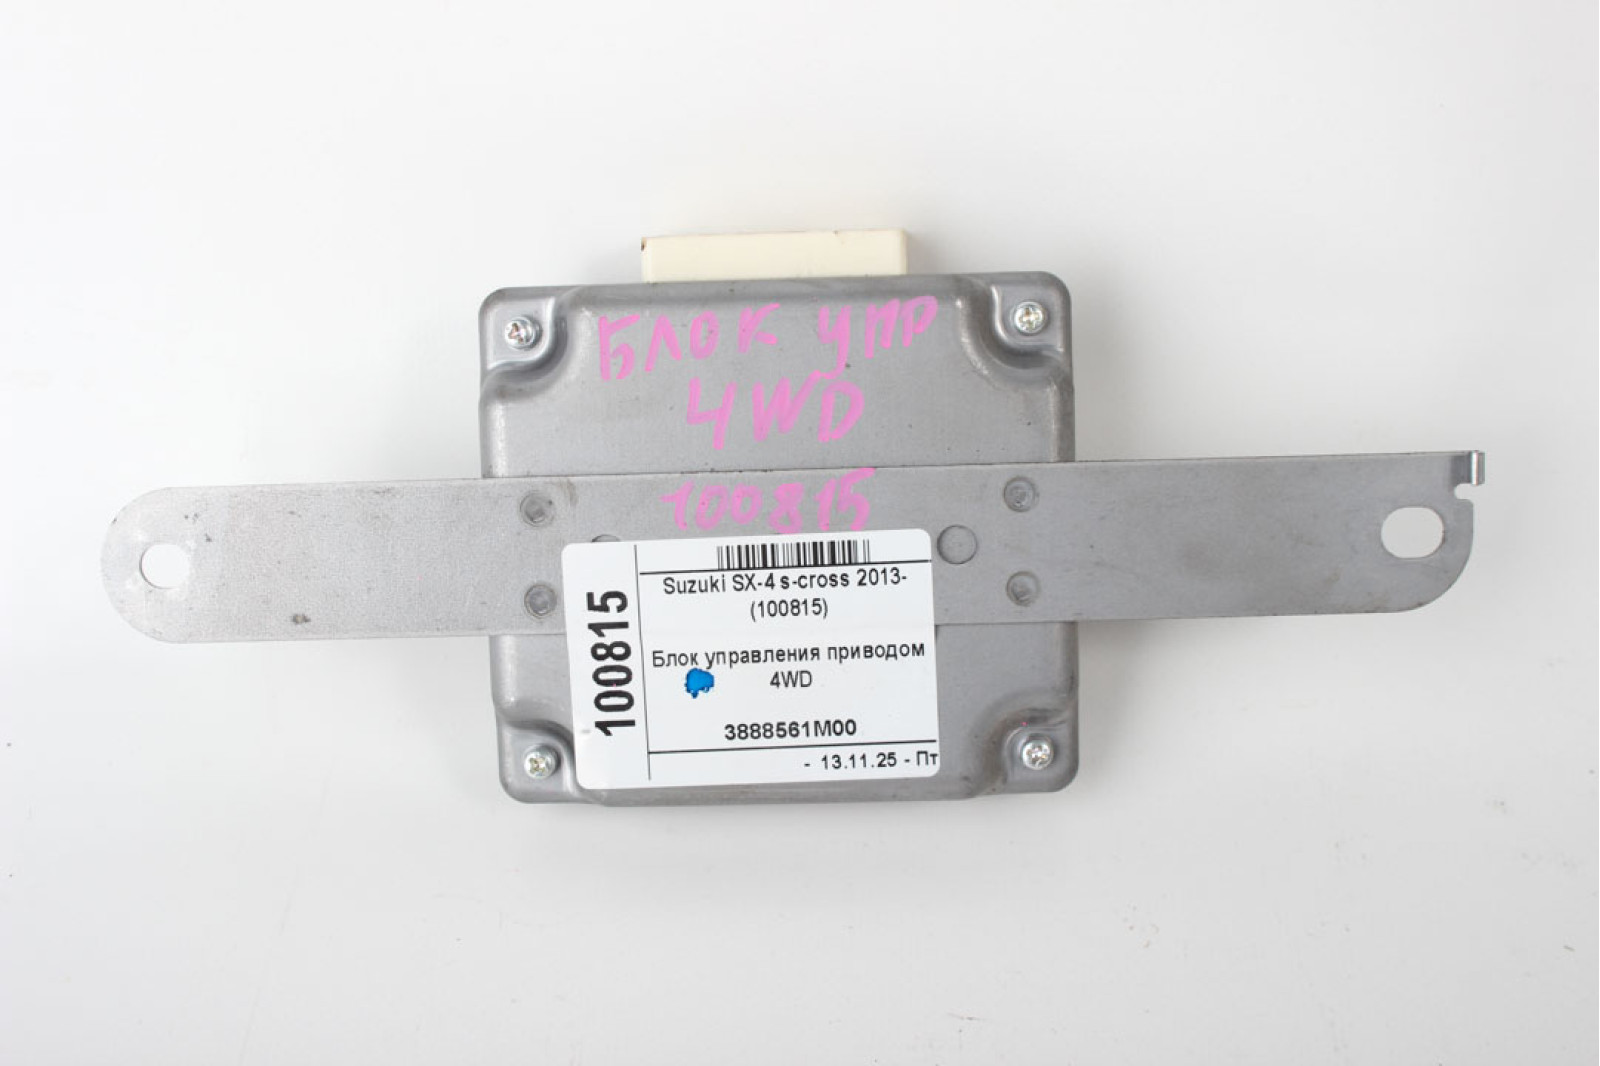 БЛОК УПР
4WD
100815
100815
Suzuki SX-4 s-cross 2013-
(100815)
Блок управления приводом
4WD
3888561M00
- 13.11.25 - Пт